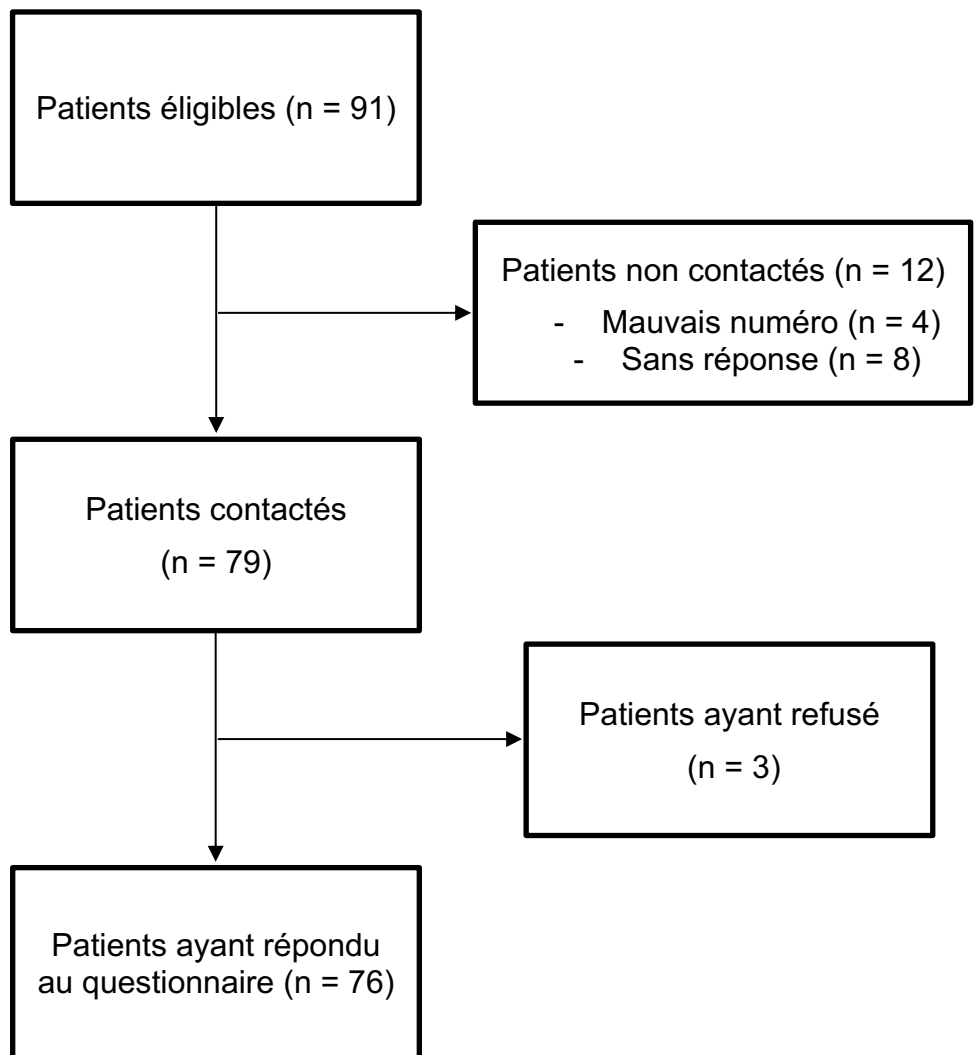 Patients éligibles (n = 91)
Patients non contactés (n = 12)
- Mauvais numéro (n = 4)
- Sans réponse (n = 8)
Patients contactés
(n = 79)
Patients ayant refusé
(n = 3)
Patients ayant répondu
au questionnaire (n = 76)